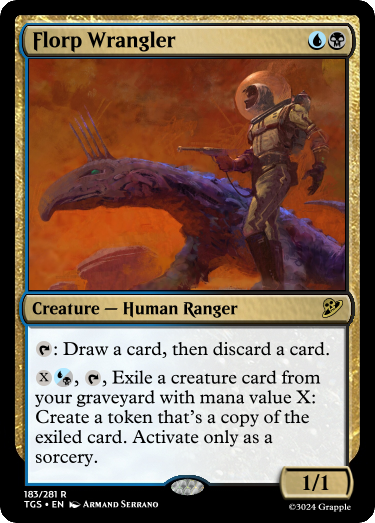 Florp Wrangler
Creature — Human Ranger
: Draw a card, then discard a card.
X , , Exile a creature card from
your graveyard with mana value X:
Create a token that's a copy of the
exiled card. Activate only as a
sorcery.
1/1
183/281 R
TGS • EN Armand Serrano
©3024 Grapple